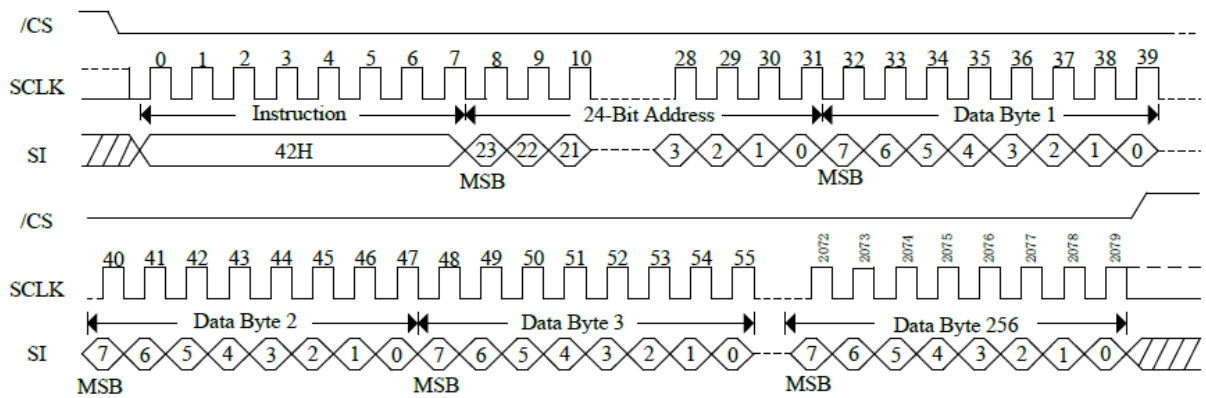 /CS
0 1 2 3 4 5 6 7 8 9 10 28 29 30 31 32 33 34 35 36 37 38 39
SCLK
Instruction 24-Bit Address Data Byte 1
SI 42H 23 22 21 3 2 1 0 7 6 5 4 3 2 1 0
MSB MSB
/CS
40 41 42 43 44 45 46 47 48 49 50 51 52 53 54 55 2072 2073 2074 2075 2076 2077 2078 2079
SCLK
Data Byte 2 Data Byte 3 Data Byte 256
SI 7 6 5 4 3 2 1 0 7 6 5 4 3 2 1 0 7 6 5 4 3 2 1 0
MSB MSB MSB